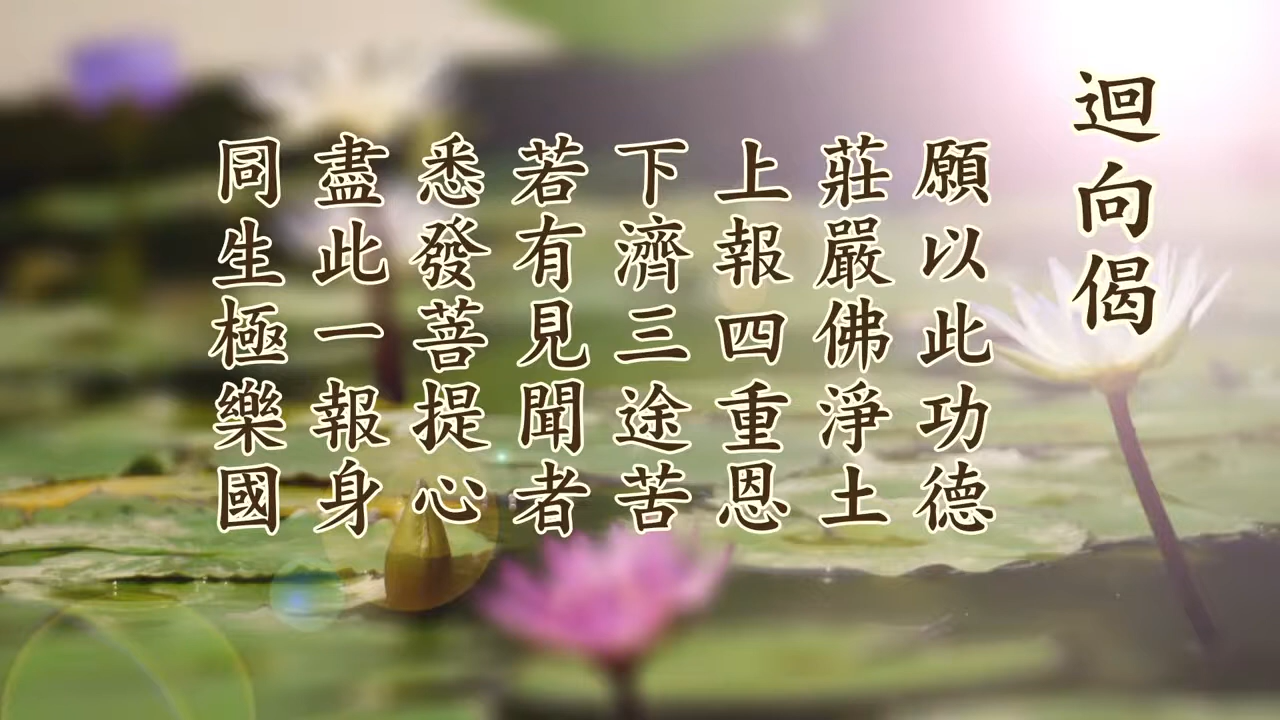 迴向偈
願以此功德
莊嚴佛淨土
上報四重恩
下濟三途苦
若有見聞者
悉發菩提心
盡此一報身
同生極樂國